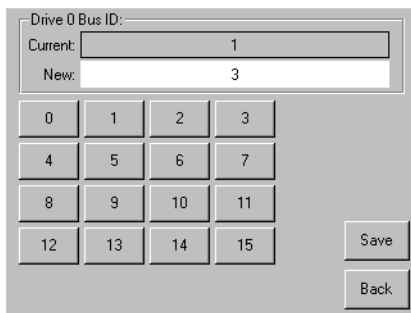 Drive 0 Bus ID:
Current: 1
New: 3
0 1 2 3
4 5 6 7
8 9 10 11
12 13 14 15
Save
Back